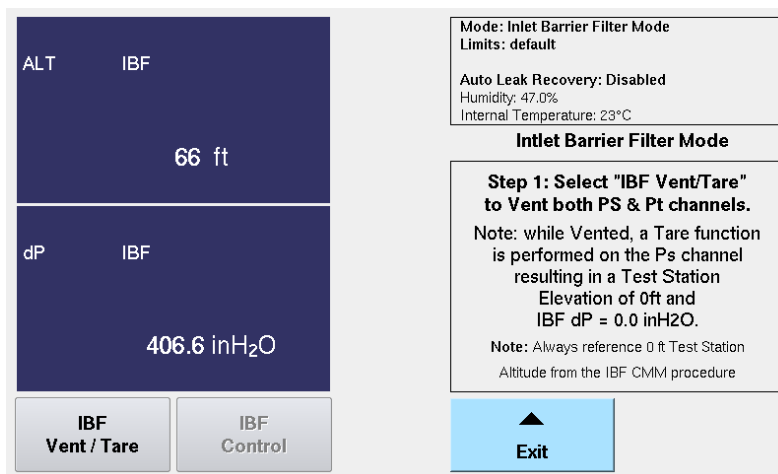 ALT IBF
66 ft
dP IBF
406.6 inH₂O
IBF
Vent / Tare
IBF
Control
Mode: Inlet Barrier Filter Mode
Limits: default
Auto Leak Recovery: Disabled
Humidity: 47.0%
Internal Temperature: 23°C
Intlet Barrier Filter Mode
Step 1: Select "IBF Vent/Tare"
to Vent both PS & Pt channels.
Note: while Vented, a Tare function
is performed on the Ps channel
resulting in a Test Station
Elevation of 0ft and
IBF dP = 0.0 inH2O.
Note: Always reference 0 ft Test Station
Altitude from the IBF CMM procedure
Exit